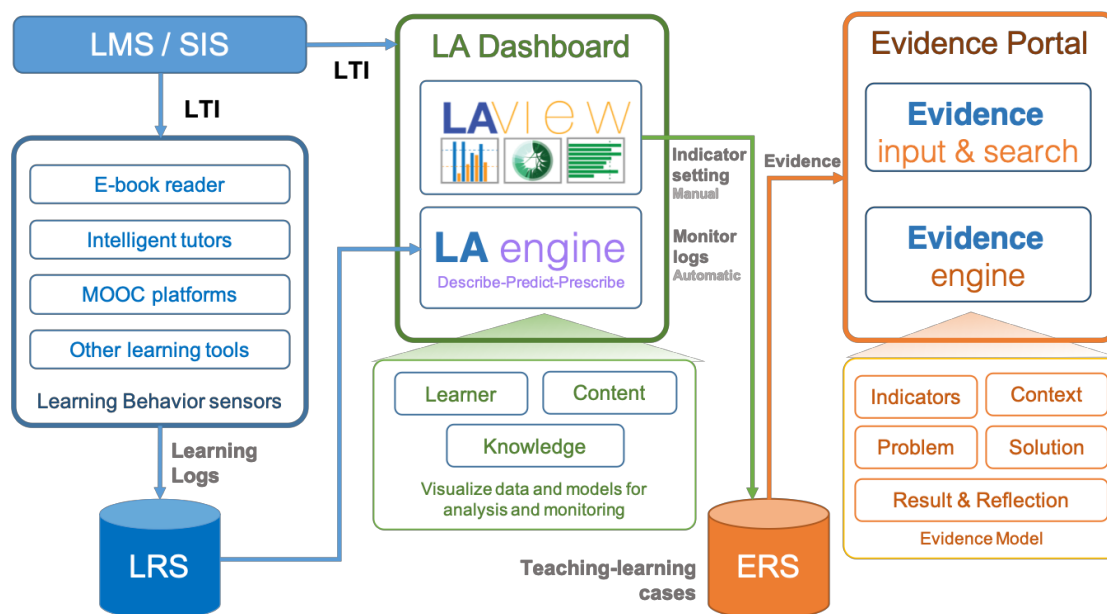 LMS / SIS
LTI
LTI
E-book reader
Intelligent tutors
MOOC platforms
Other learning tools
Learning Behavior sensors
Learning
Logs
LRS
LA Dashboard
LAVIEW
LA engine
Describe-Predict-Prescribe
Learner
Content
Knowledge
Visualize data and models for
analysis and monitoring
Indicator
setting
Manual
Monitor
logs
Automatic
Teaching-learning
cases
ERS
Evidence
Evidence Portal
Evidence
input & search
Evidence
engine
Indicators
Context
Problem
Solution
Result & Reflection
Evidence Model